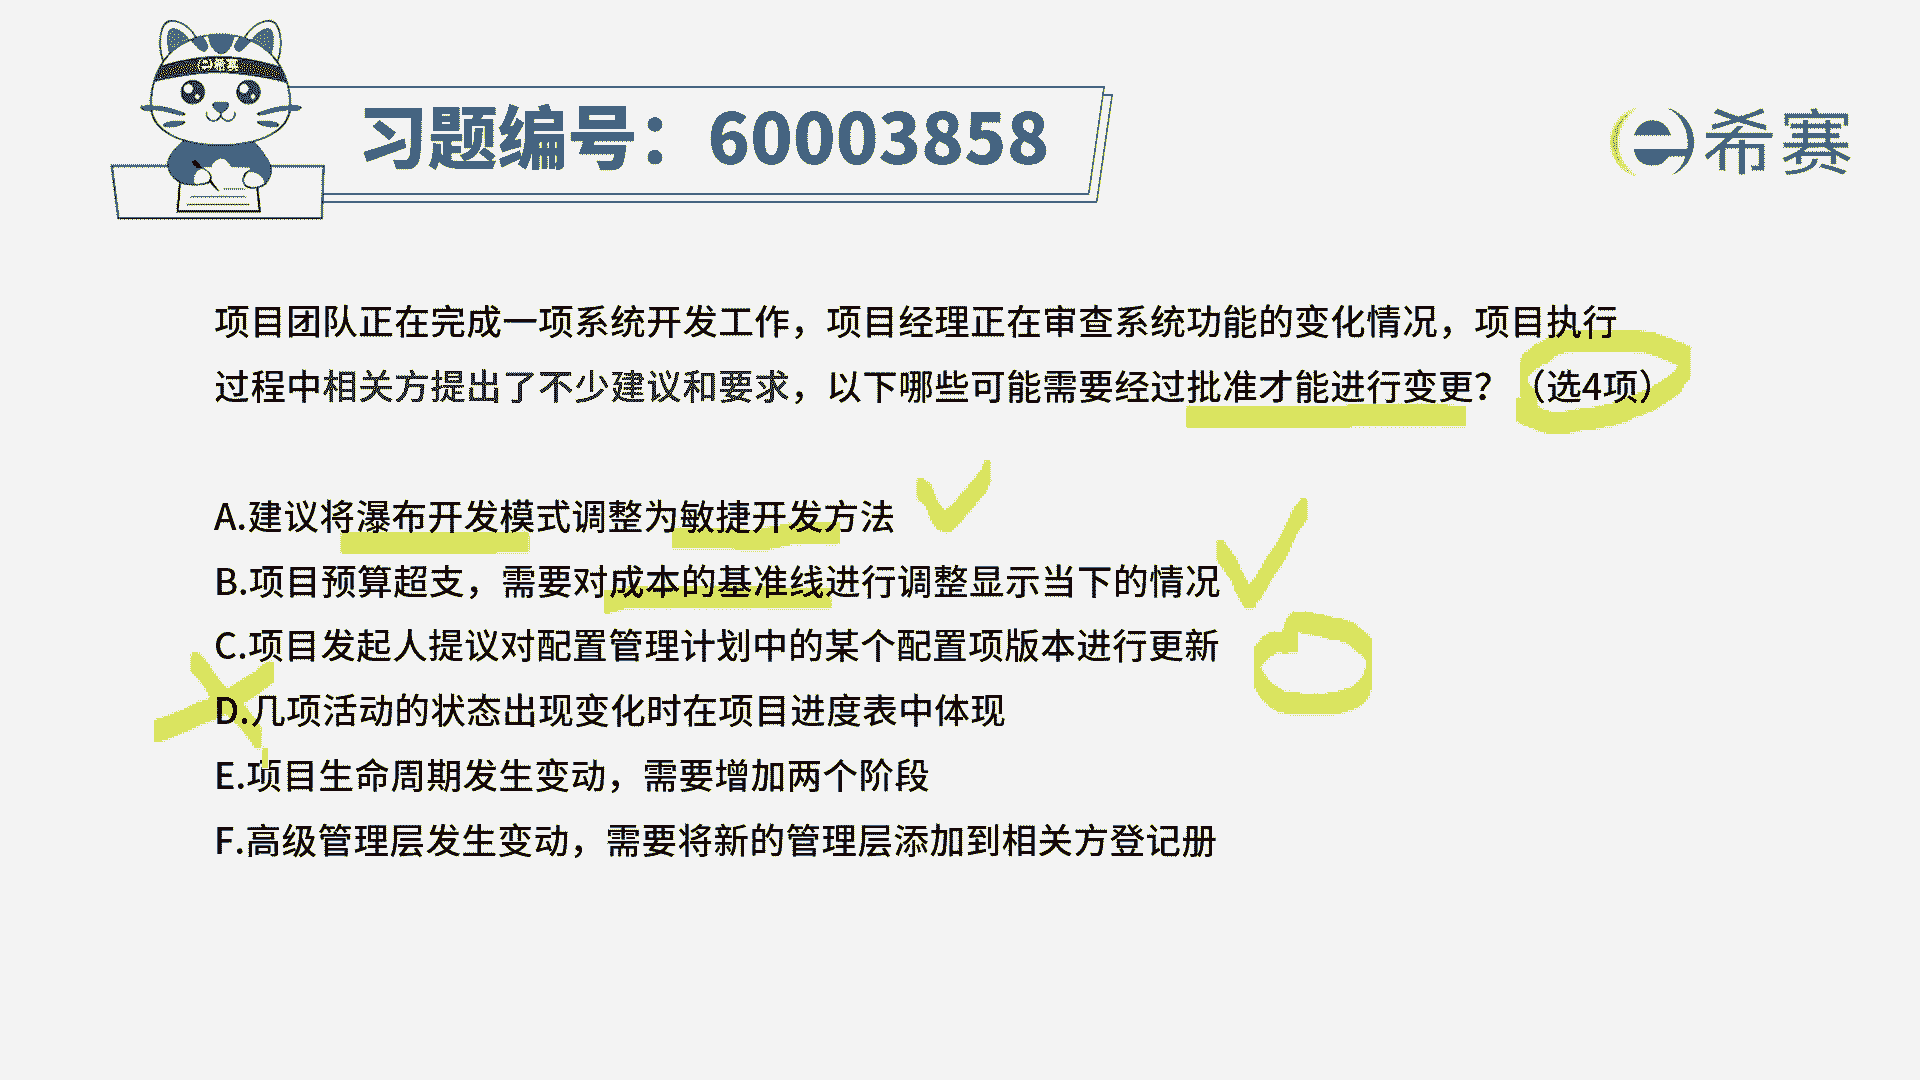 希赛
习题编号：60003858
希赛
项目团队正在完成一项系统开发工作，项目经理正在审查系统功能的变化情况，项目执行
过程中相关方提出了不少建议和要求，以下哪些可能需要经过批准才能进行变更？（选4项）
A.建议将瀑布开发模式调整为敏捷开发方法
B.项目预算超支，需要对成本的基准线进行调整显示当下的情况
C.项目发起人提议对配置管理计划中的某个配置项版本进行更新
D.几项活动的状态出现变化时在项目进度表中体现
E.项目生命周期发生变动，需要增加两个阶段
F.高级管理层发生变动，需要将新的管理层添加到相关方登记册